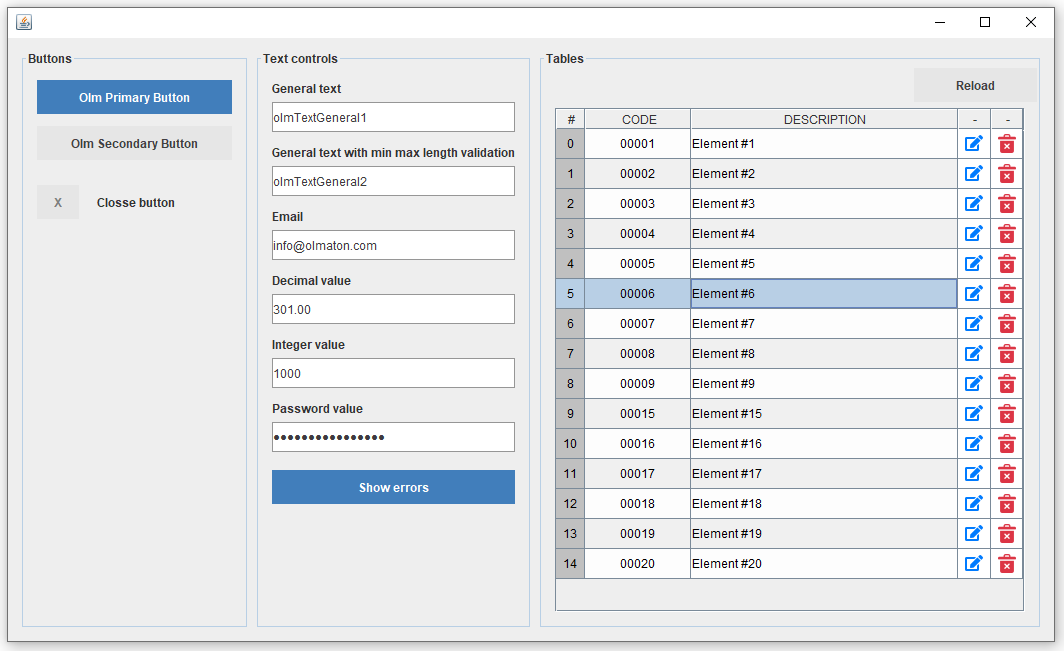 Buttons
Olm Primary Button
Olm Secondary Button
X Closse button
Text controls
General text
olmTextGeneral1
General text with min max length validation
olmTextGeneral2
Email
info@olmaton.com
Decimal value
301.00
Integer value
1000
Password value
••••••••••••••••
Show errors
Tables
Reload
# CODE DESCRIPTION - -
0 00001 Element #1
1 00002 Element #2
2 00003 Element #3
3 00004 Element #4
4 00005 Element #5
5 00006 Element #6
6 00007 Element #7
7 00008 Element #8
8 00009 Element #9
9 00015 Element #15
10 00016 Element #16
11 00017 Element #17
12 00018 Element #18
13 00019 Element #19
14 00020 Element #20